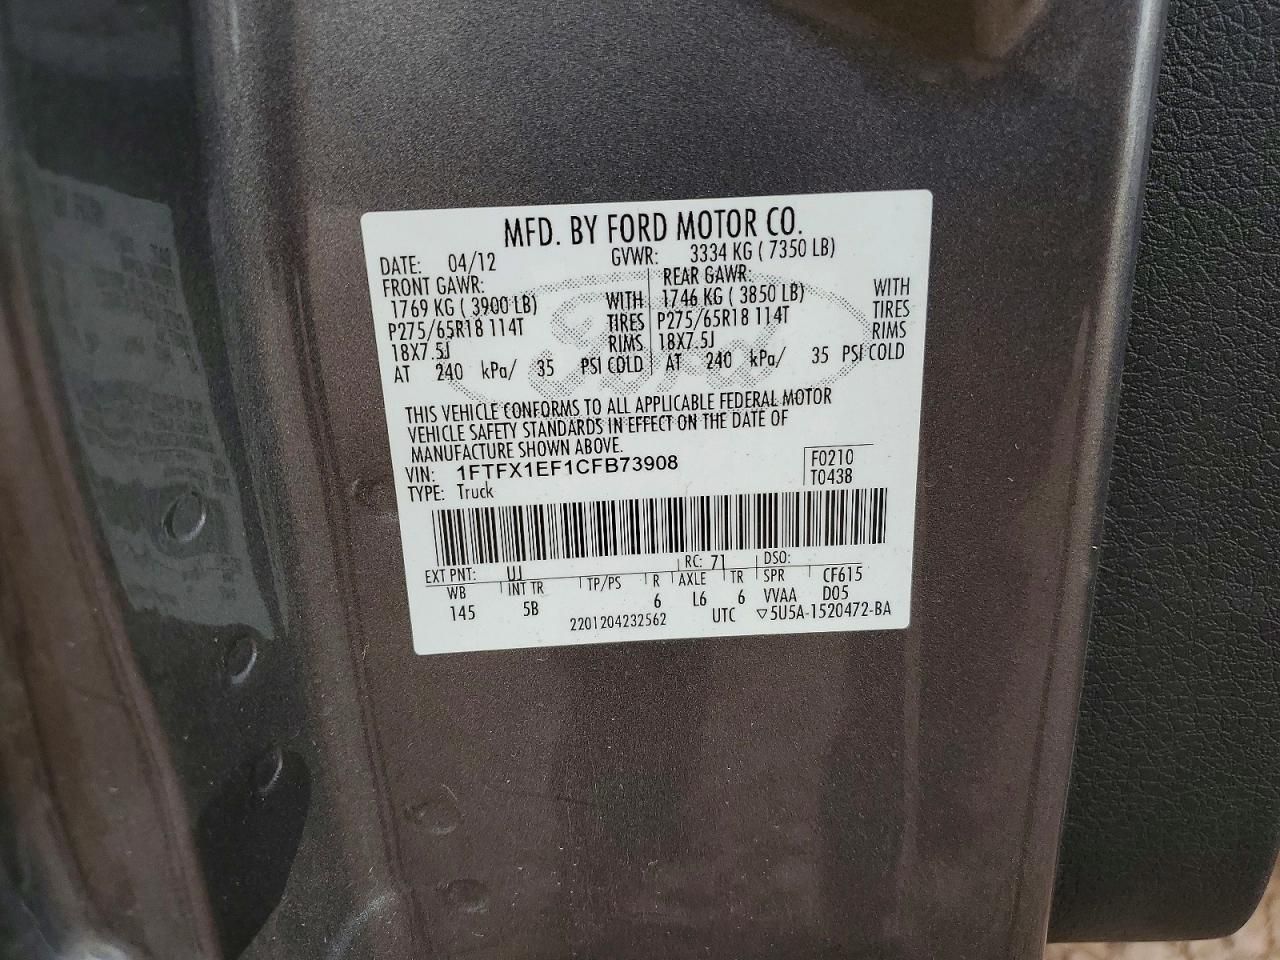 MFD. BY FORD MOTOR CO.
DATE: 04/12 GVWR: 3334 KG ( 7350 LB)
FRONT GAWR: REAR GAWR:
1769 KG ( 3900 LB) WITH 1746 KG ( 3850 LB) WITH
P275/65R18 114T TIRES P275/65R18 114T TIRES
18X7.5J RIMS 18X7.5J RIMS
AT 240 kPa/ 35 PSI COLD AT 240 kPa/ 35 PSI COLD
Ford
THIS VEHICLE CONFORMS TO ALL APPLICABLE FEDERAL MOTOR
VEHICLE SAFETY STANDARDS IN EFFECT ON THE DATE OF
MANUFACTURE SHOWN ABOVE.
VIN: 1FTFX1EF1CFB73908 F0210
TYPE: Truck T0438
EXT PNT: UJ RC: 71 DSO:
WB INT TR TP/PS R AXLE TR SPR CF615
145 5B 6 L6 6 VVAA D05
2201204232562 UTC ▽5U5A-1520472-BA